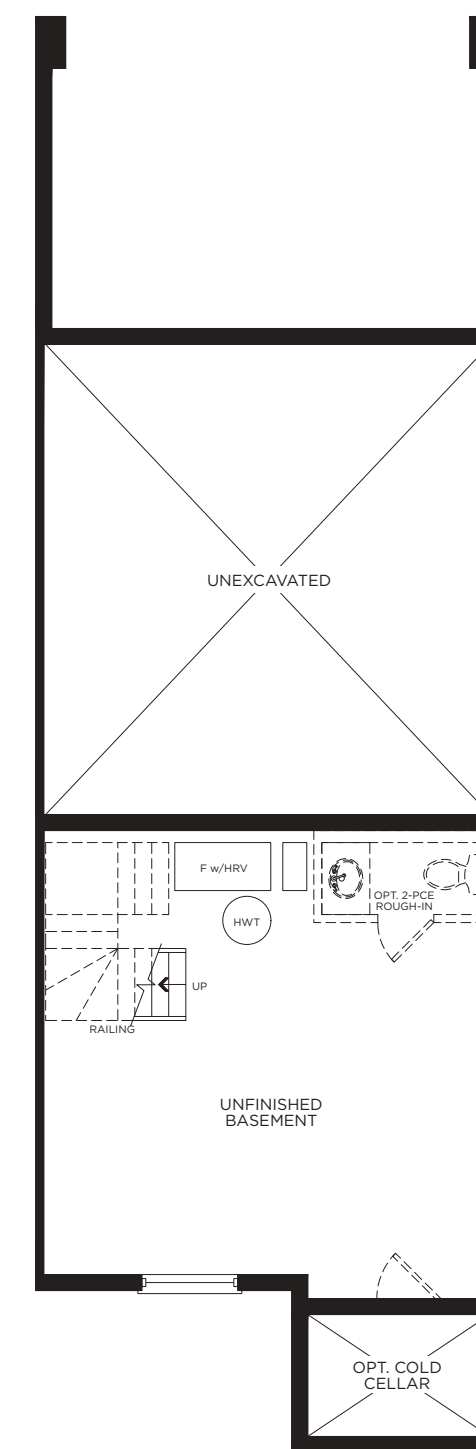 UNEXCAVATED
F w/HRV
OPT. 2-PCE
ROUGH-IN
HWT
UP
RAILING
UNFINISHED
BASEMENT
OPT. COLD
CELLAR